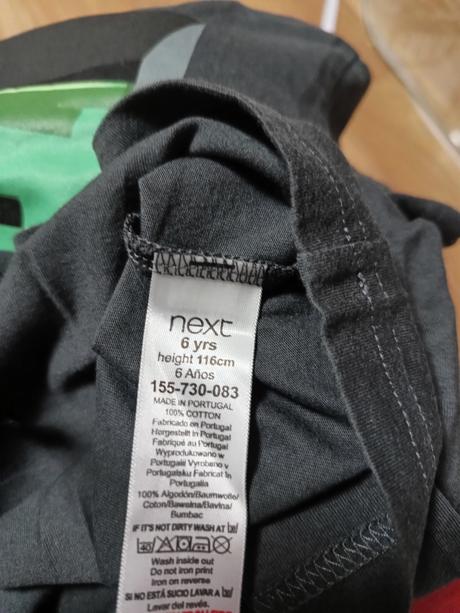 next
6 yrs
height 116cm
6 Años
155-730-083
MADE IN PORTUGAL
100% COTTON
Fabricado en Portugal
Hergestellt in Portugal
Fabriqué au Portugal
Wyprodukowano w
Portugalii Vyrobeno v
Portugalsku Fabricat în
Portugalia
100% Algodón/Baumwolle/
Coton/Bawełna/Bavlna/
Bumbac
IF IT'S NOT DIRTY WASH AT 30°
40
Wash inside out
Do not iron print
Iron on reverse
SI NO ESTÁ SUCIO LAVAR A 30°
Lavar del revés.